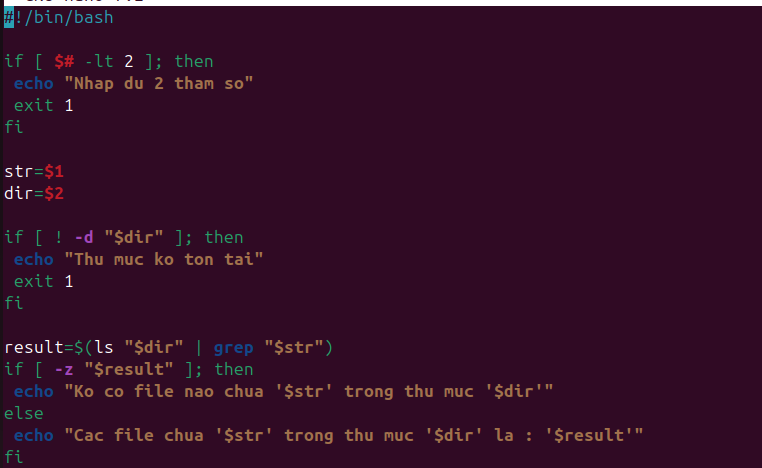 #!/bin/bash

if [ $# -lt 2 ]; then
 echo "Nhap du 2 tham so"
 exit 1
fi

str=$1
dir=$2

if [ ! -d "$dir" ]; then
 echo "Thu muc ko ton tai"
 exit 1
fi

result=$(ls "$dir" | grep "$str")
if [ -z "$result" ]; then
 echo "Ko co file nao chua '$str' trong thu muc '$dir'"
else
 echo "Cac file chua '$str' trong thu muc '$dir' la : '$result'"
fi